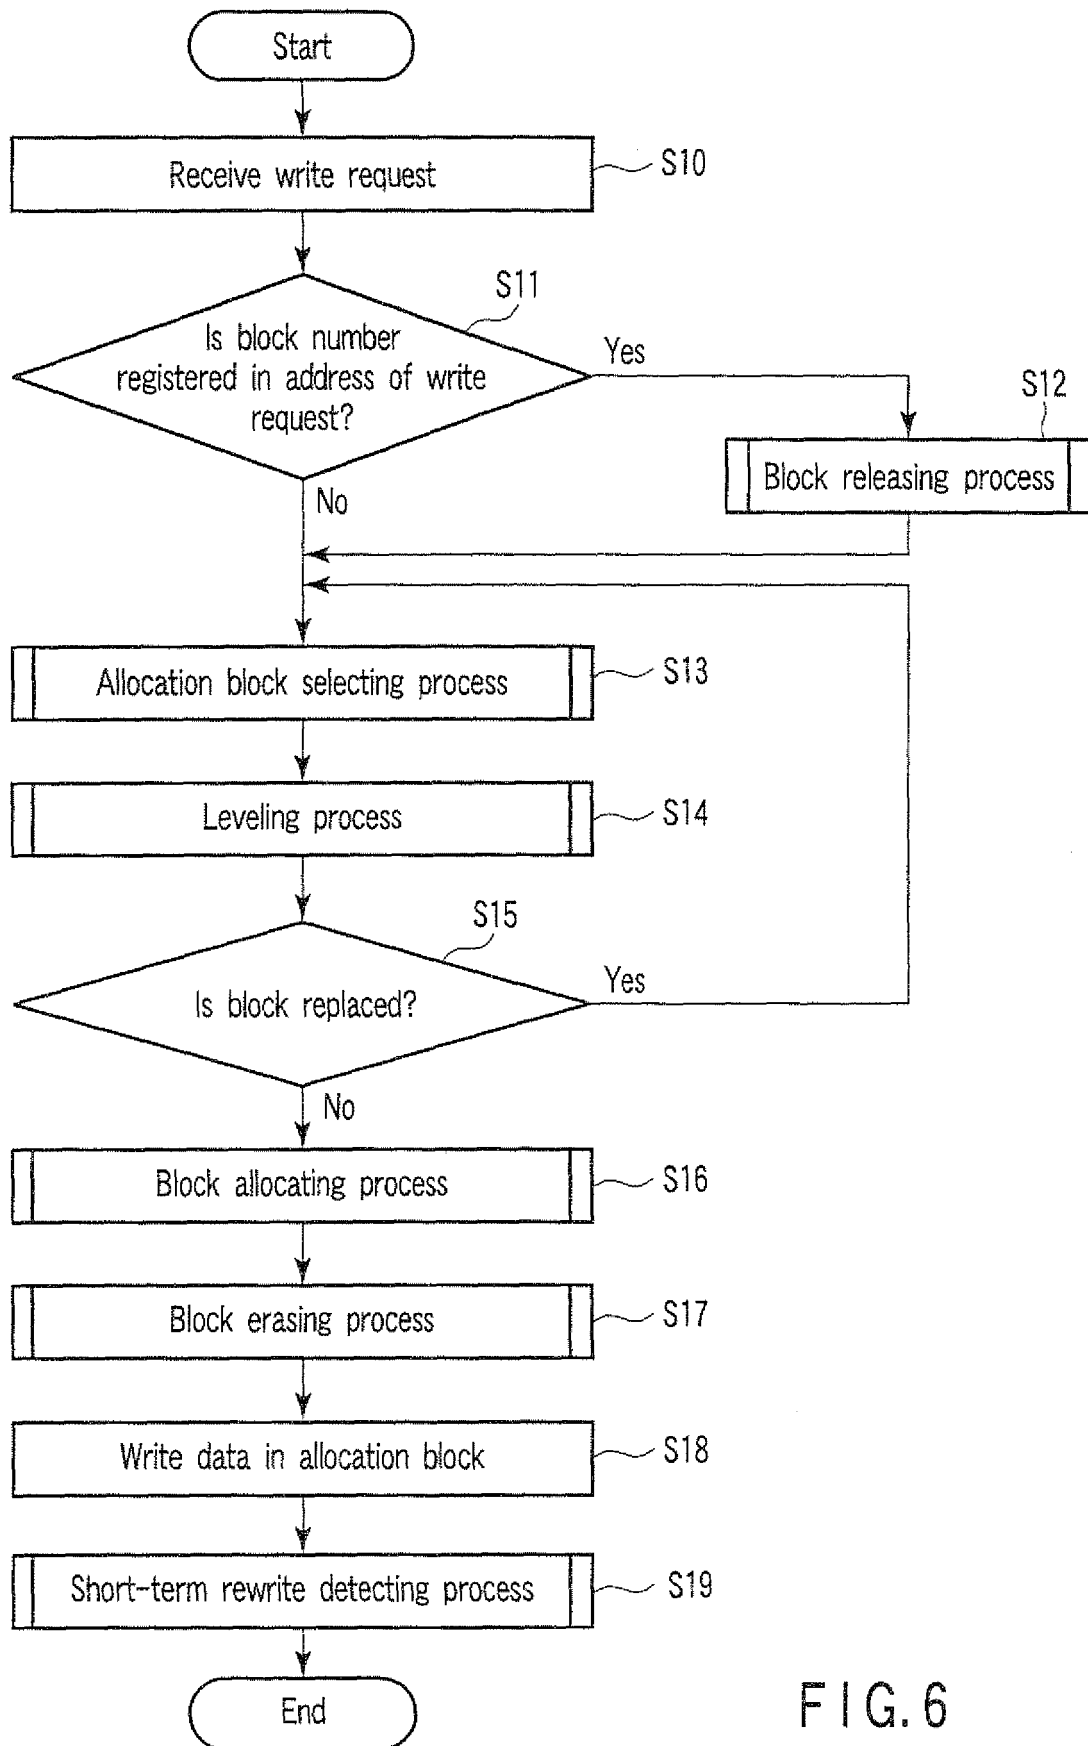 Start
Receive write request
S10
S11
Is block number
registered in address of write
request?
Yes
S12
Block releasing process
No
Allocation block selecting process
S13
Leveling process
S14
S15
Is block replaced?
Yes
No
Block allocating process
S16
Block erasing process
S17
Write data in allocation block
S18
Short-term rewrite detecting process
S19
End
FIG. 6